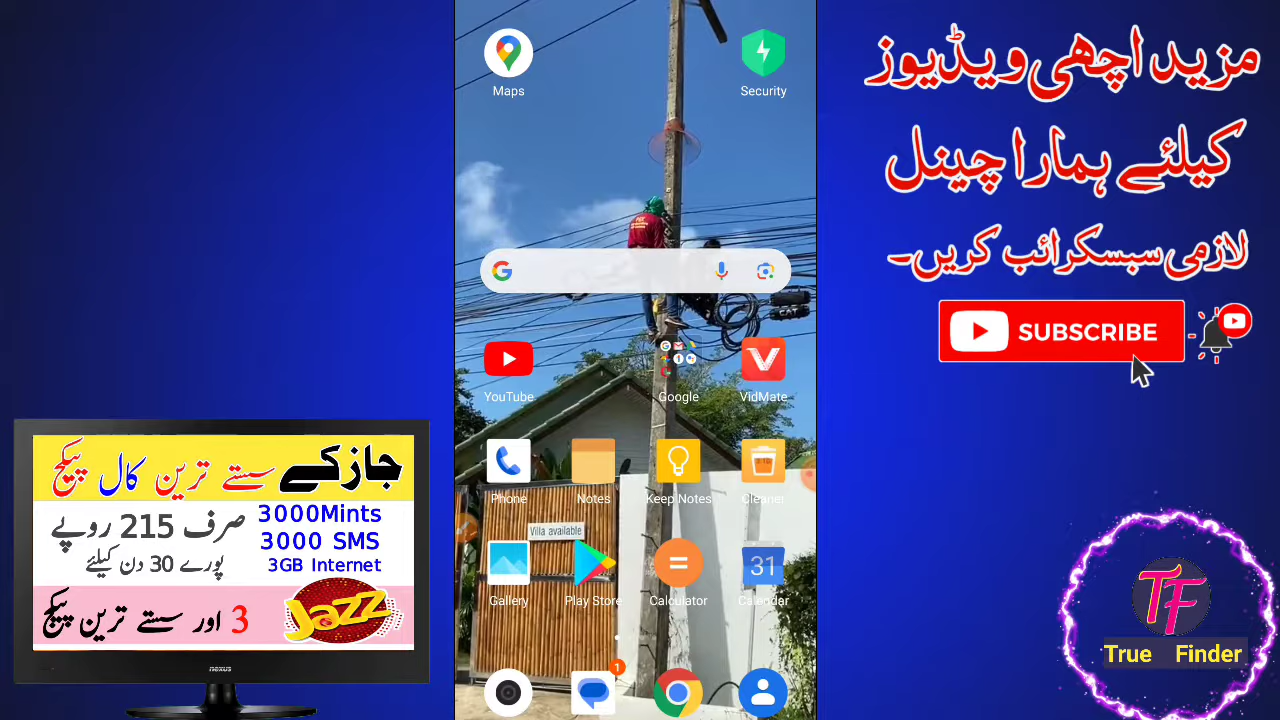 جاز کے سستے ترین کال پیکج
3000Mints
صرف 215 روپے
3000 SMS
پورے 30 دن کیلئے
3GB Internet
3 اور سستے ترین پیکج
Jazz
NEXUS
Maps
Security
YouTube
Google
VidMate
Phone
Notes
Keep Notes
Cleaner
Villa available
31
Gallery
Play Store
Calculator
Calendar
1
مزید اچھی ویڈیوز
کیلئے ہمارا چینل
لازمی سبسکرائب کریں۔
SUBSCRIBE
TF
True Finder